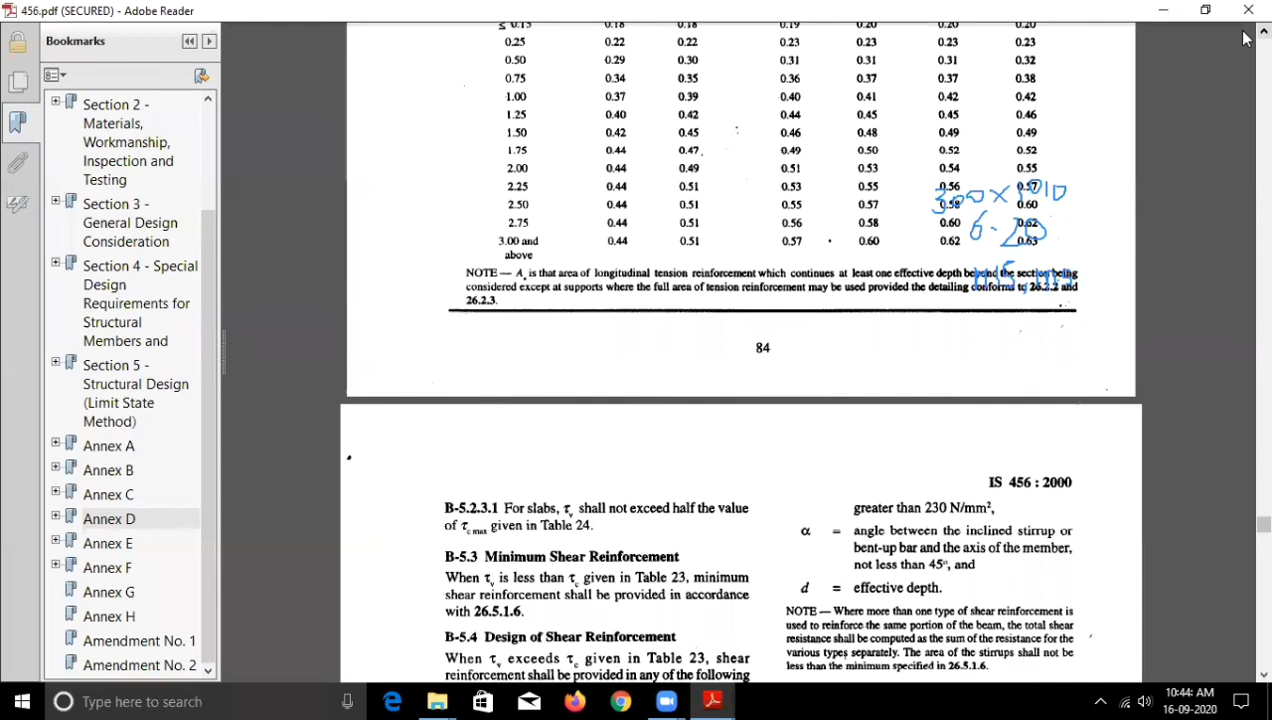 456.pdf (SECURED) - Adobe Reader
Bookmarks
Section 2 -
Materials,
Workmanship,
Inspection and
Testing
Section 3 -
General Design
Consideration
Section 4 - Special
Design
Requirements for
Structural
Members and
Section 5 -
Structural Design
(Limit State
Method)
Annex A
Annex B
Annex C
Annex D
Annex E
Annex F
Annex G
Annex H
Amendment No. 1
Amendment No. 2
≤ 0.15 0.18 0.18 0.19 0.20 0.20 0.20
0.25 0.22 0.22 0.23 0.23 0.23 0.23
0.50 0.29 0.30 0.31 0.31 0.31 0.32
0.75 0.34 0.35 0.36 0.37 0.37 0.38
1.00 0.37 0.39 0.40 0.41 0.42 0.42
1.25 0.40 0.42 0.44 0.45 0.45 0.46
1.50 0.42 0.45 0.46 0.48 0.49 0.49
1.75 0.44 0.47 0.49 0.50 0.52 0.52
2.00 0.44 0.49 0.51 0.53 0.54 0.55
2.25 0.44 0.51 0.53 0.55 0.56 0.57
2.50 0.44 0.51 0.55 0.57 0.58 0.60
2.75 0.44 0.51 0.56 0.58 0.60 0.62
3.00 and 0.44 0.51 0.57 0.60 0.62 0.63
above
300 × 1010
6 - 20
m15,
NOTE — As is that area of longitudinal tension reinforcement which continues at least one effective depth beyond the section being
considered except at supports where the full area of tension reinforcement may be used provided the detailing conforms to 26.2.2 and
26.2.3.
84
IS 456 : 2000
B-5.2.3.1 For slabs, τv shall not exceed half the value
of τc max given in Table 24.
B-5.3 Minimum Shear Reinforcement
When τv is less than τc given in Table 23, minimum
shear reinforcement shall be provided in accordance
with 26.5.1.6.
B-5.4 Design of Shear Reinforcement
When τv exceeds τc given in Table 23, shear
reinforcement shall be provided in any of the following
greater than 230 N/mm²,
α = angle between the inclined stirrup or
bent-up bar and the axis of the member,
not less than 45°, and
d = effective depth.
NOTE — Where more than one type of shear reinforcement is
used to reinforce the same portion of the beam, the total shear
resistance shall be computed as the sum of the resistance for the
various types separately. The area of the stirrups shall not be
less than the minimum specified in 26.5.1.6.
Type here to search
10:44: AM
16-09-2020